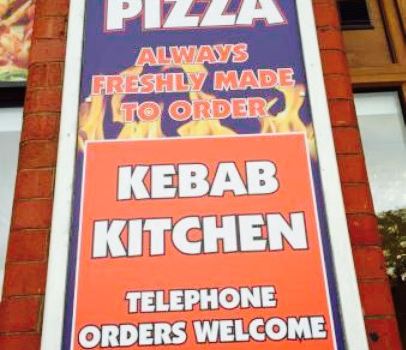 PIZZA
ALWAYS
FRESHLY MADE
TO ORDER
KEBAB
KITCHEN
TELEPHONE
ORDERS WELCOME